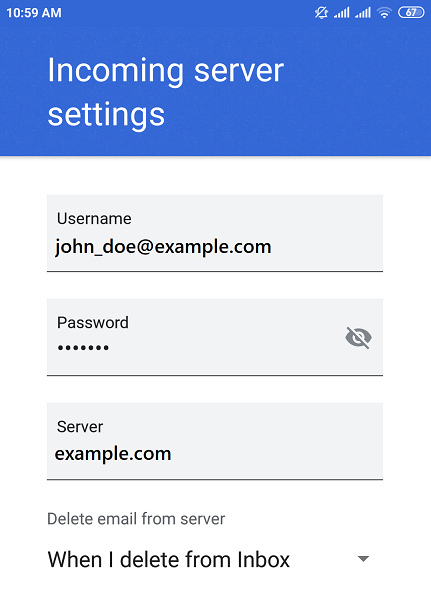 10:59 AM
67
Incoming server
settings
Username
john_doe@example.com
Password
•••••••
Server
example.com
Delete email from server
When I delete from Inbox